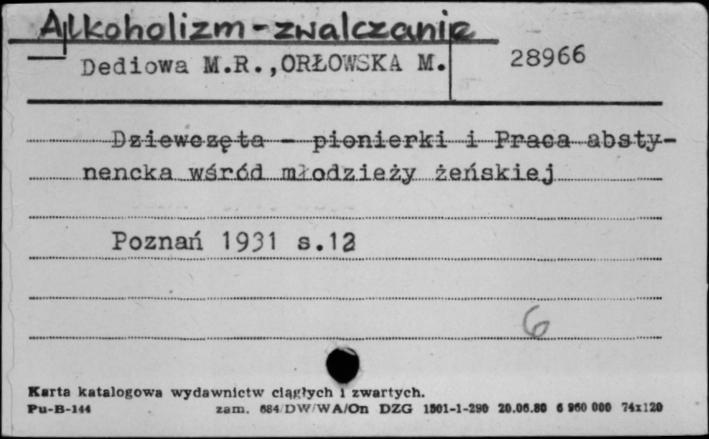 Alkoholizm-zwalczanie
Dediowa M.R., ORŁOWSKA M. 28966
Dziewczęta - pionierki i Praca absty-
nencka wśród młodzieży żeńskiej
Poznań 1931 s.12
6
Karta katalogowa wydawnictw ciągłych i zwartych.
Pu-B-144 zam. 684/DW/WA/On DZG 1501-1-290 20.06.80 6 960 000 74x120